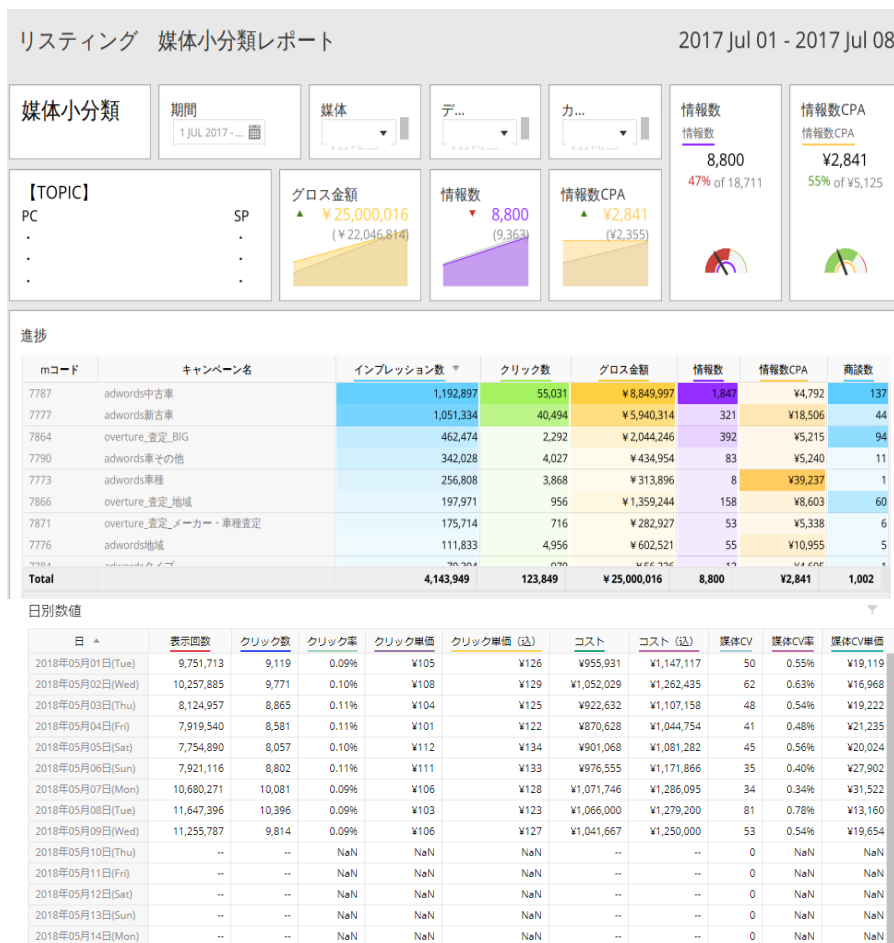 リスティング　媒体小分類レポート
2017 Jul 01 - 2017 Jul 08
媒体小分類
期間
1 JUL 2017 - ...
媒体
デ...
カ...
情報数
情報数
8,800
47% of 18,711
情報数CPA
情報数CPA
¥2,841
55% of ¥5,125
【TOPIC】
PC SP
・ ・
・ ・
・ ・
グロス金額
▲ ￥25,000,016
(￥22,046,814)
情報数
▼ 8,800
(9,363)
情報数CPA
▲ ¥2,841
(¥2,355)
進捗
mコード キャンペーン名 インプレッション数 ▼ クリック数 グロス金額 情報数 情報数CPA 商談数
7787 adwords中古車 1,192,897 55,031 ￥8,849,997 1,847 ¥4,792 137
7777 adwords新古車 1,051,334 40,494 ￥5,940,314 321 ¥18,506 44
7864 overture_査定_BIG 462,474 2,292 ￥2,044,246 392 ¥5,215 94
7790 adwords車その他 342,028 4,027 ￥434,954 83 ¥5,240 11
7773 adwords車種 256,808 3,868 ￥313,896 8 ¥39,237 1
7866 overture_査定_地域 197,971 956 ￥1,359,244 158 ¥8,603 60
7871 overture_査定_メーカー・車種査定 175,714 716 ￥282,927 53 ¥5,338 6
7776 adwords地域 111,833 4,956 ￥602,521 55 ¥10,955 5
Total 4,143,949 123,849 ￥25,000,016 8,800 ¥2,841 1,002
日別数値
日 ▲ 表示回数 クリック数 クリック率 クリック単価 クリック単価（込） コスト コスト（込） 媒体CV 媒体CV率 媒体CV単価
2018年05月01日(Tue) 9,751,713 9,119 0.09% ¥105 ¥126 ¥955,931 ¥1,147,117 50 0.55% ¥19,119
2018年05月02日(Wed) 10,257,885 9,771 0.10% ¥108 ¥129 ¥1,052,029 ¥1,262,435 62 0.63% ¥16,968
2018年05月03日(Thu) 8,124,957 8,865 0.11% ¥104 ¥125 ¥922,632 ¥1,107,158 48 0.54% ¥19,222
2018年05月04日(Fri) 7,919,540 8,581 0.11% ¥101 ¥122 ¥870,628 ¥1,044,754 41 0.48% ¥21,235
2018年05月05日(Sat) 7,754,890 8,057 0.10% ¥112 ¥134 ¥901,068 ¥1,081,282 45 0.56% ¥20,024
2018年05月06日(Sun) 7,921,116 8,802 0.11% ¥111 ¥133 ¥976,555 ¥1,171,866 35 0.40% ¥27,902
2018年05月07日(Mon) 10,680,271 10,081 0.09% ¥106 ¥128 ¥1,071,746 ¥1,286,095 34 0.34% ¥31,522
2018年05月08日(Tue) 11,647,396 10,396 0.09% ¥103 ¥123 ¥1,066,000 ¥1,279,200 81 0.78% ¥13,160
2018年05月09日(Wed) 11,255,787 9,814 0.09% ¥106 ¥127 ¥1,041,667 ¥1,250,000 53 0.54% ¥19,654
2018年05月10日(Thu) -- -- NaN NaN NaN -- -- 0 NaN NaN
2018年05月11日(Fri) -- -- NaN NaN NaN -- -- 0 NaN NaN
2018年05月12日(Sat) -- -- NaN NaN NaN -- -- 0 NaN NaN
2018年05月13日(Sun) -- -- NaN NaN NaN -- -- 0 NaN NaN
2018年05月14日(Mon) -- -- NaN NaN NaN -- -- 0 NaN NaN